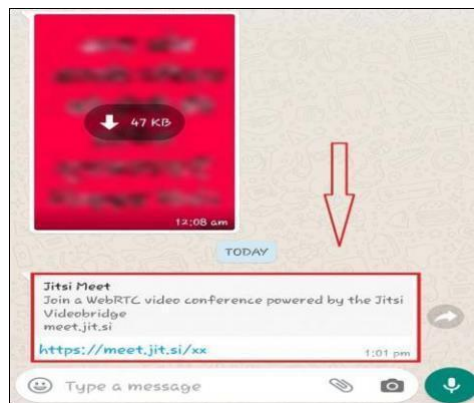 47 KB
12:08 am
TODAY
Jitsi Meet
Join a WebRTC video conference powered by the Jitsi
Videobridge
meet.jit.si
https://meet.jit.si/xx
1:01 pm
Type a message